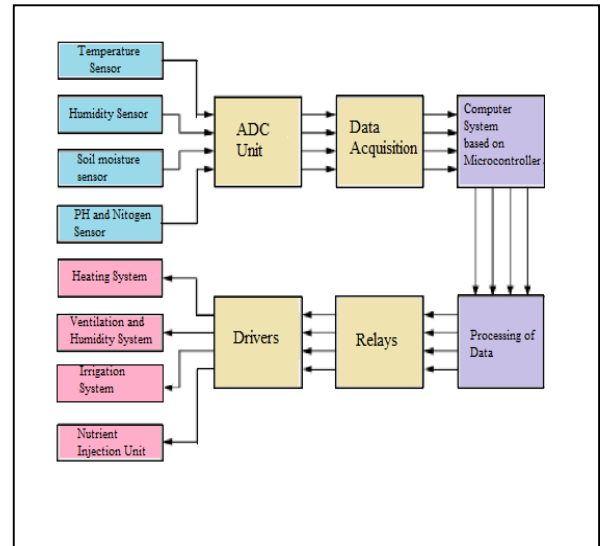 Temperature
Sensor
Humidity Sensor
Soil moisture
sensor
PH and Nitogen
Sensor
ADC
Unit
Data
Acquisition
Computer
System
based on
Microcontroller
Heating System
Ventilation and
Humidity System
Irrigation
System
Nutrient
Injection Unit
Drivers
Relays
Processing of
Data